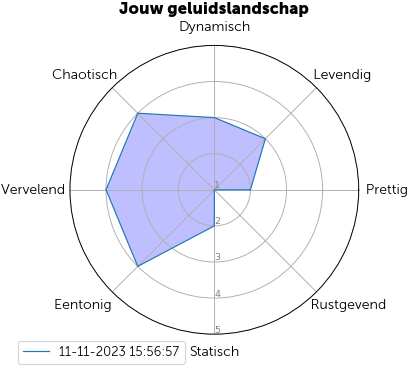 Jouw geluidslandschap
Dynamisch
Chaotisch
Levendig
Vervelend
1
Prettig
2
3
Eentonig
4
Rustgevend
5
11-11-2023 15:56:57
Statisch